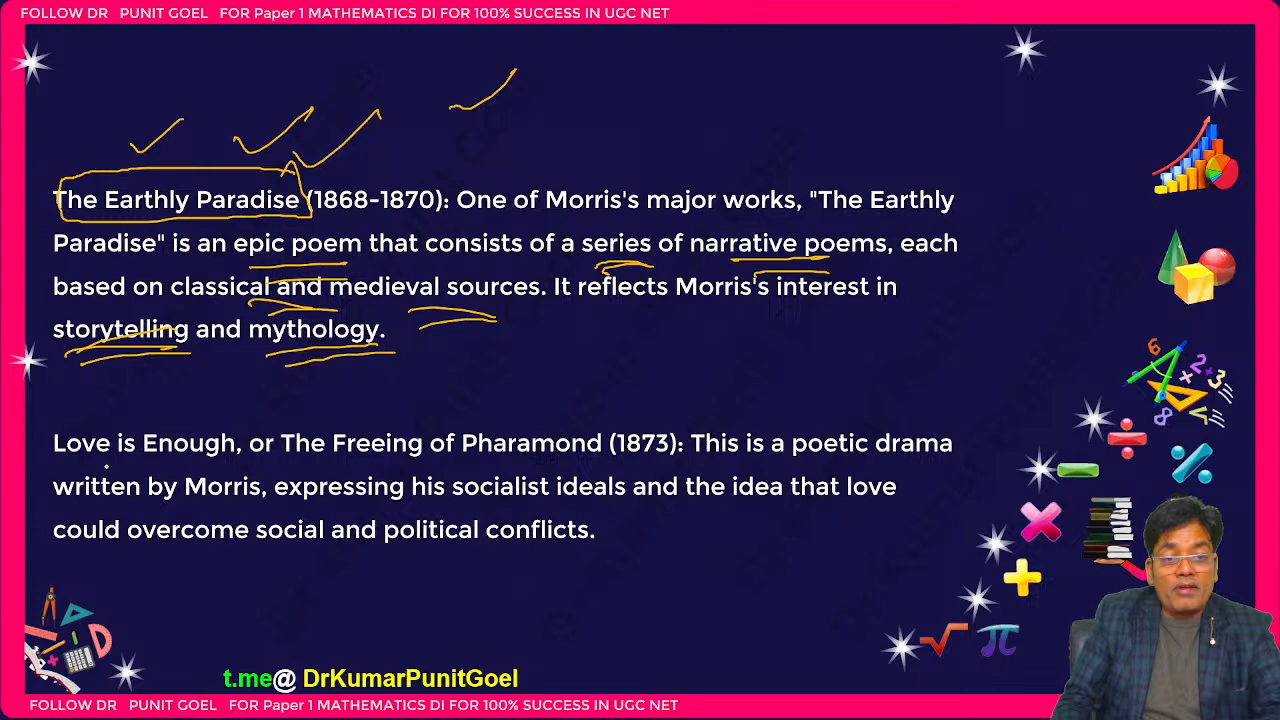 FOLLOW DR PUNIT GOEL FOR Paper 1 MATHEMATICS DI FOR 100% SUCCESS IN UGC NET
The Earthly Paradise (1868-1870): One of Morris's major works, "The Earthly
Paradise" is an epic poem that consists of a series of narrative poems, each
based on classical and medieval sources. It reflects Morris's interest in
storytelling and mythology.
Love is Enough, or The Freeing of Pharamond (1873): This is a poetic drama
written by Morris, expressing his socialist ideals and the idea that love
could overcome social and political conflicts.
t.me@ DrKumarPunitGoel
FOLLOW DR PUNIT GOEL FOR Paper 1 MATHEMATICS DI FOR 100% SUCCESS IN UGC NET